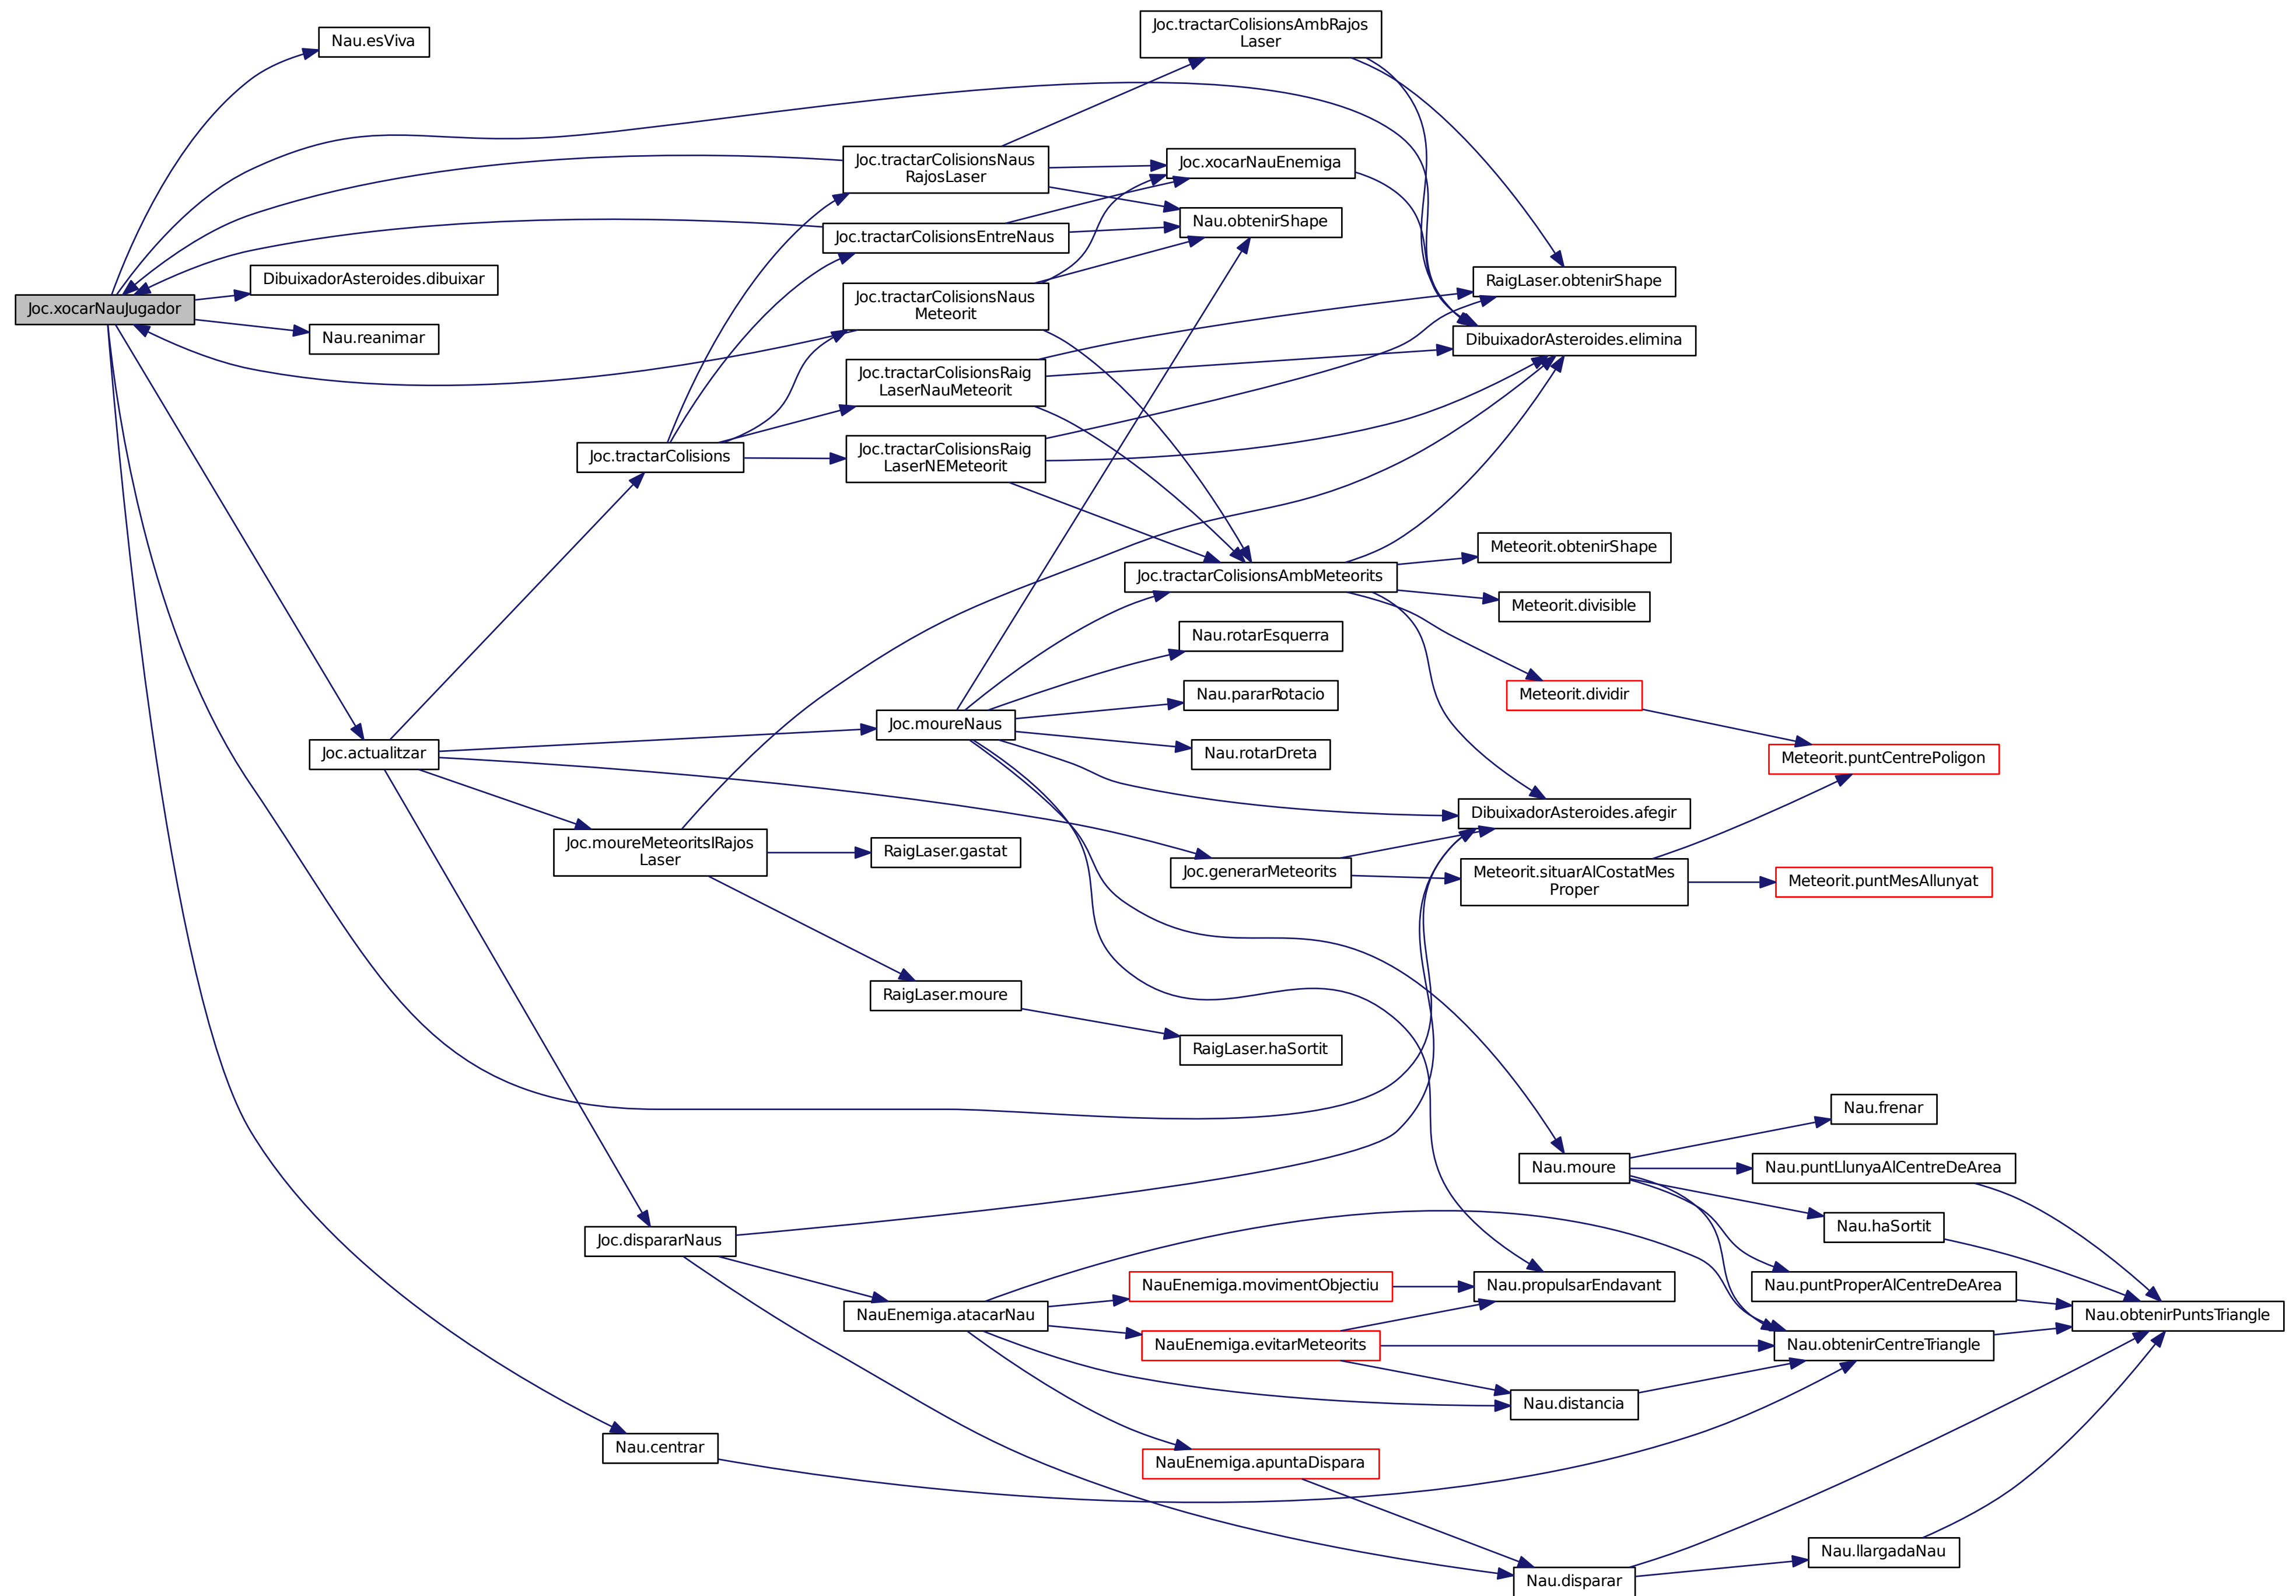 Joc.tractarColisionsAmbRajos
Laser
Nau.esViva
Joc.tractarColisionsNaus
RajosLaser
Joc.xocarNauEnemiga
Nau.obtenirShape
Joc.tractarColisionsEntreNaus
DibuixadorAsteroides.dibuixar
RaigLaser.obtenirShape
Joc.xocarNauJugador
Joc.tractarColisionsNaus
Meteorit
Nau.reanimar
DibuixadorAsteroides.elimina
Joc.tractarColisionsRaig
LaserNauMeteorit
Joc.tractarColisions
Joc.tractarColisionsRaig
LaserNEMeteorit
Meteorit.obtenirShape
Joc.tractarColisionsAmbMeteorits
Meteorit.divisible
Nau.rotarEsquerra
Nau.pararRotacio
Meteorit.dividir
Joc.moureNaus
Joc.actualitzar
Nau.rotarDreta
Meteorit.puntCentrePoligon
DibuixadorAsteroides.afegir
Joc.moureMeteoritsIRajos
Laser
RaigLaser.gastat
Joc.generarMeteorits
Meteorit.situarAlCostatMes
Proper
Meteorit.puntMesAllunyat
RaigLaser.moure
RaigLaser.haSortit
Nau.frenar
Nau.moure
Nau.puntLlunyaAlCentreDeArea
Nau.haSortit
Joc.dispararNaus
NauEnemiga.movimentObjectiu
Nau.propulsarEndavant
Nau.puntProperAlCentreDeArea
NauEnemiga.atacarNau
Nau.obtenirPuntsTriangle
NauEnemiga.evitarMeteorits
Nau.obtenirCentreTriangle
Nau.distancia
Nau.centrar
NauEnemiga.apuntaDispara
Nau.llargadaNau
Nau.disparar